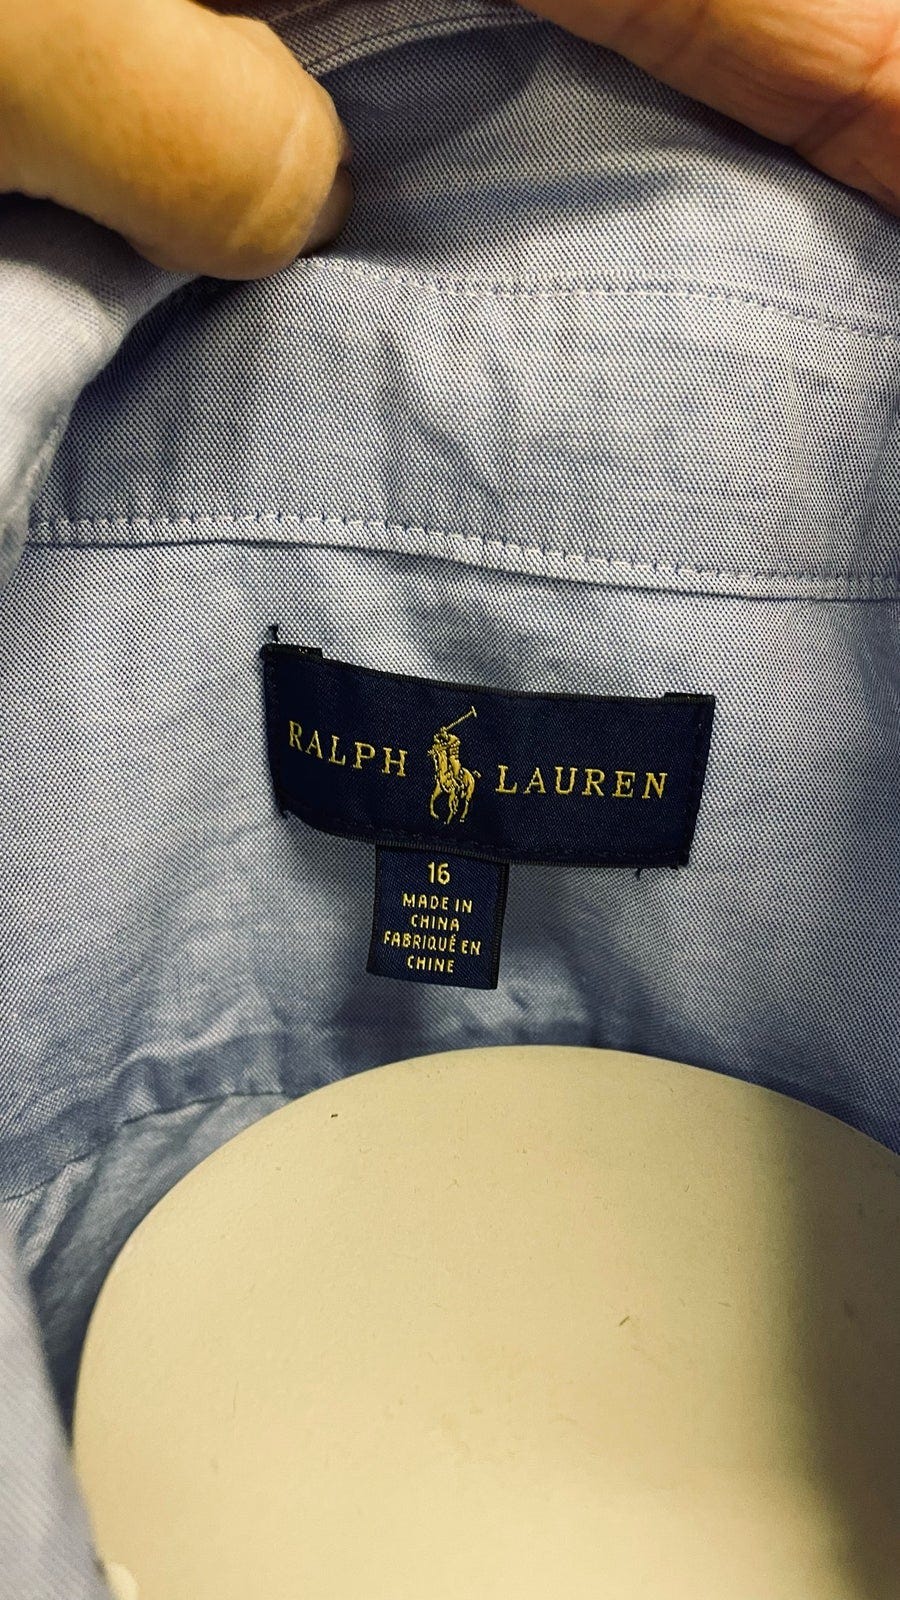 RALPH LAUREN
16
MADE IN
CHINA
FABRIQUÉ EN
CHINE